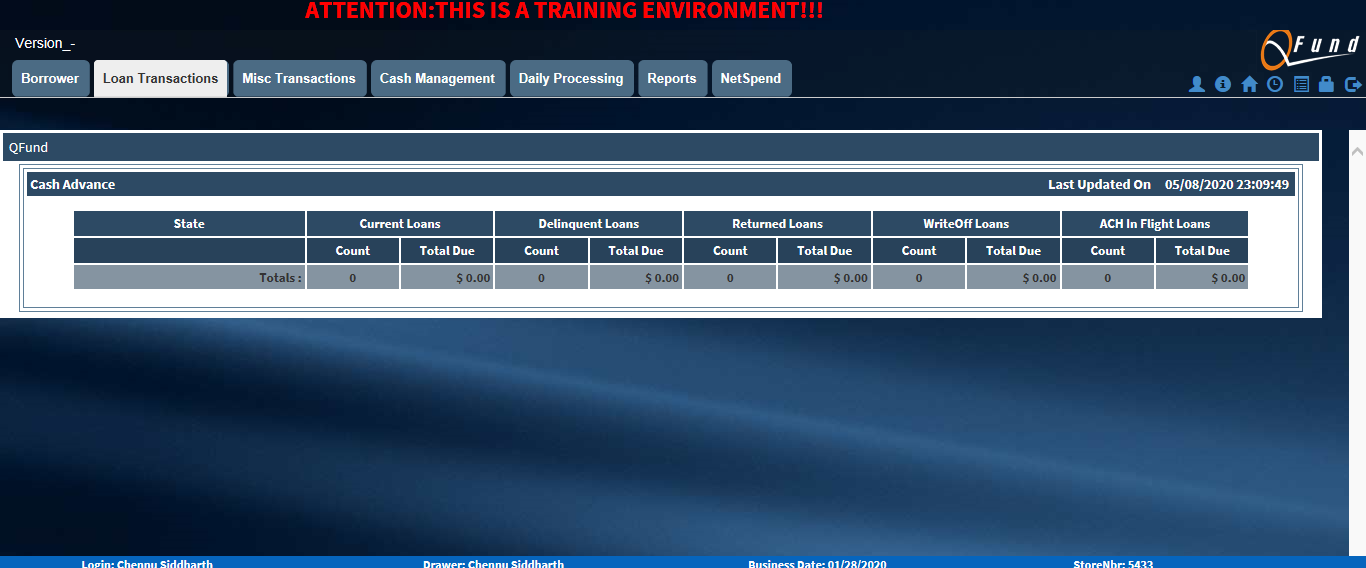 ATTENTION:THIS IS A TRAINING ENVIRONMENT!!!
Version_-
QFund
Borrower Loan Transactions Misc Transactions Cash Management Daily Processing Reports NetSpend
QFund
Cash Advance Last Updated On 05/08/2020 23:09:49
State Current Loans Delinquent Loans Returned Loans WriteOff Loans ACH In Flight Loans
Count Total Due Count Total Due Count Total Due Count Total Due Count Total Due
Totals : 0 $ 0.00 0 $ 0.00 0 $ 0.00 0 $ 0.00 0 $ 0.00
Login: Chennu Siddharth Drawer: Chennu Siddharth Business Date: 01/28/2020 StoreNbr: 5433